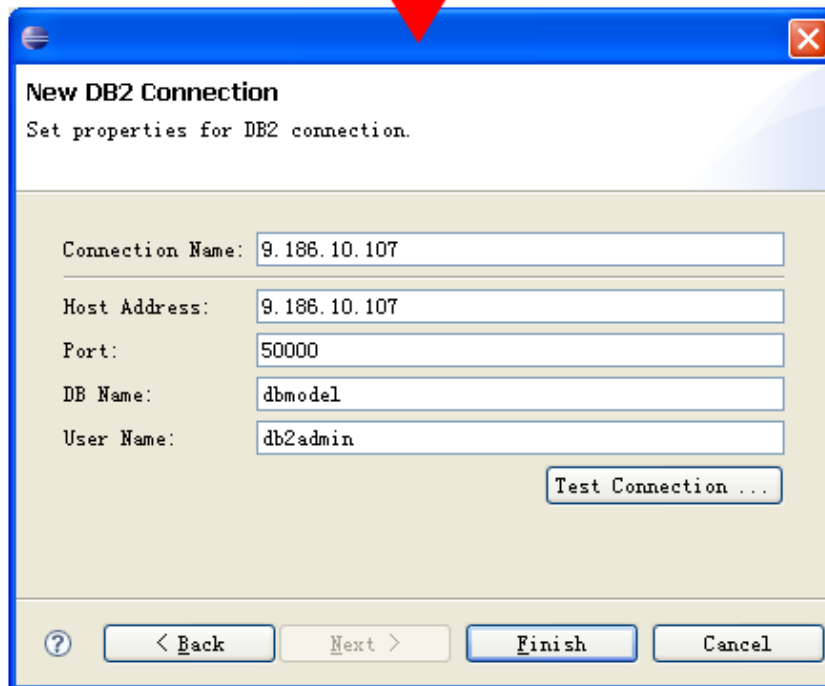 New DB2 Connection
Set properties for DB2 connection.
Connection Name: 9.186.10.107
Host Address: 9.186.10.107
Port: 50000
DB Name: dbmodel
User Name: db2admin
Test Connection ...
? < Back Next > Finish Cancel